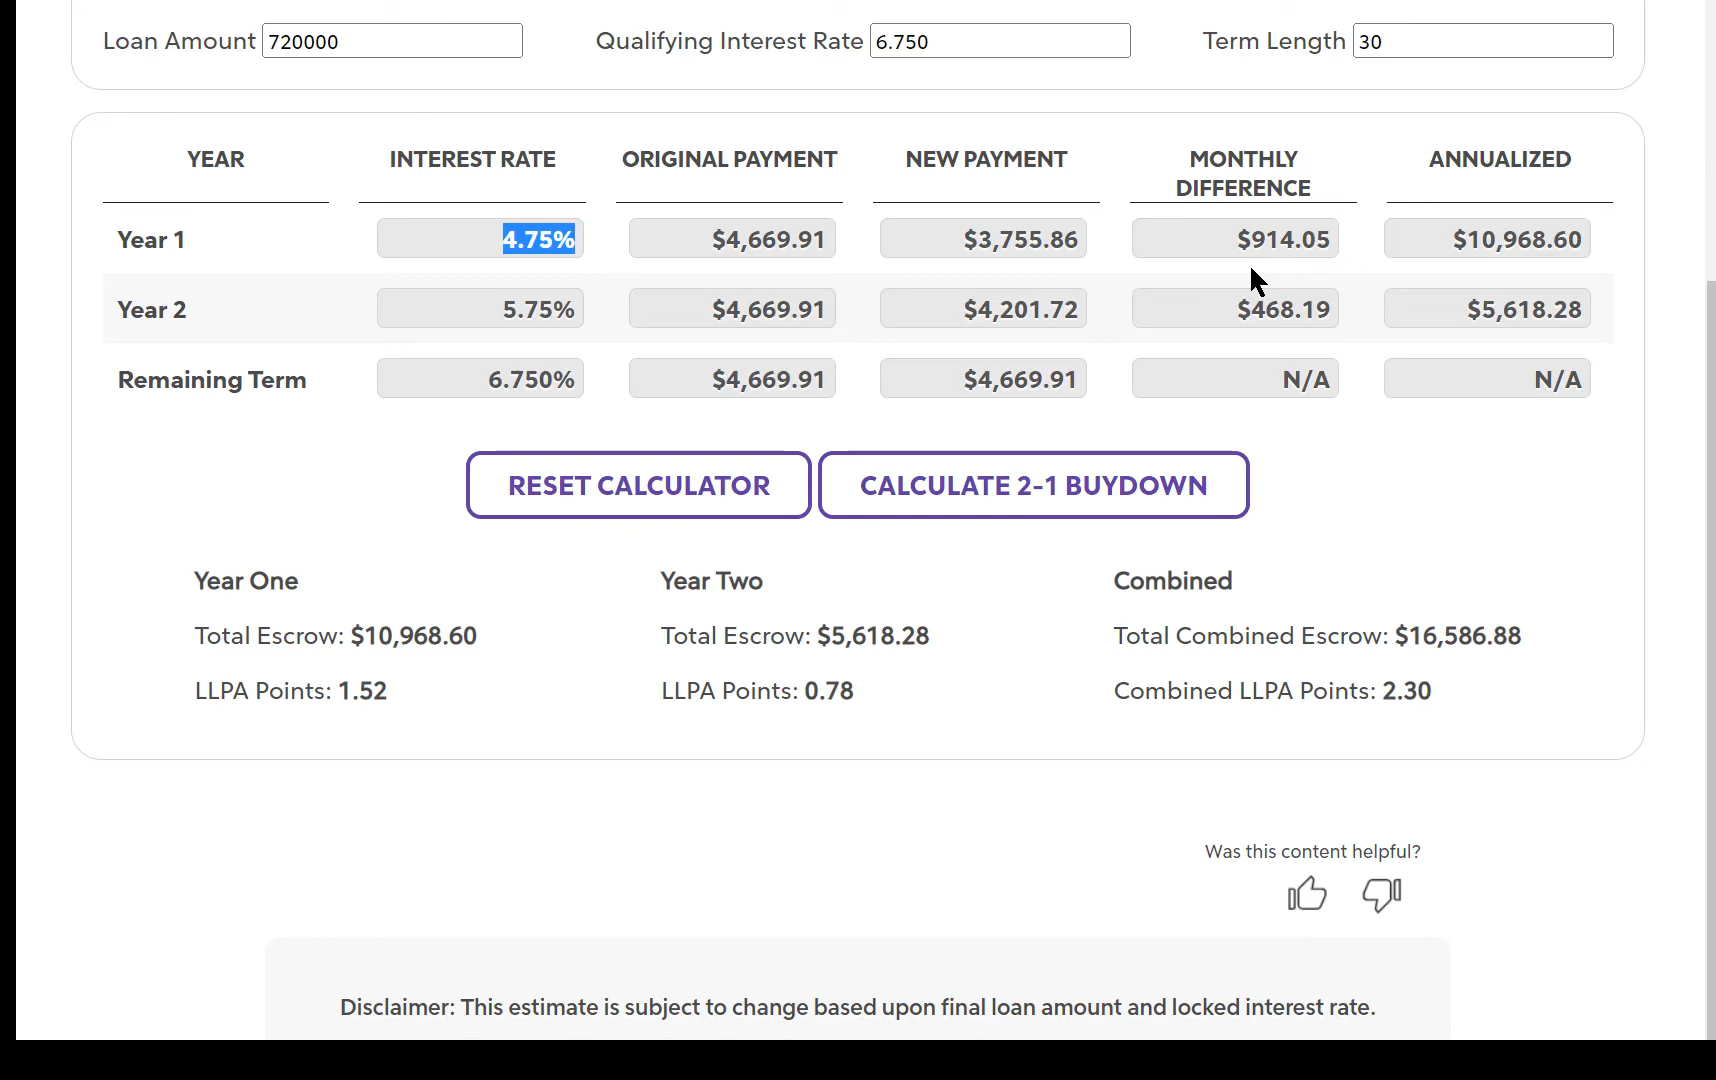 Loan Amount 720000 Qualifying Interest Rate 6.750 Term Length 30
YEAR INTEREST RATE ORIGINAL PAYMENT NEW PAYMENT MONTHLY DIFFERENCE ANNUALIZED
Year 1 4.75% $4,669.91 $3,755.86 $914.05 $10,968.60
Year 2 5.75% $4,669.91 $4,201.72 $468.19 $5,618.28
Remaining Term 6.750% $4,669.91 $4,669.91 N/A N/A
RESET CALCULATOR CALCULATE 2-1 BUYDOWN
Year One Year Two Combined
Total Escrow: $10,968.60 Total Escrow: $5,618.28 Total Combined Escrow: $16,586.88
LLPA Points: 1.52 LLPA Points: 0.78 Combined LLPA Points: 2.30
Was this content helpful?
Disclaimer: This estimate is subject to change based upon final loan amount and locked interest rate.